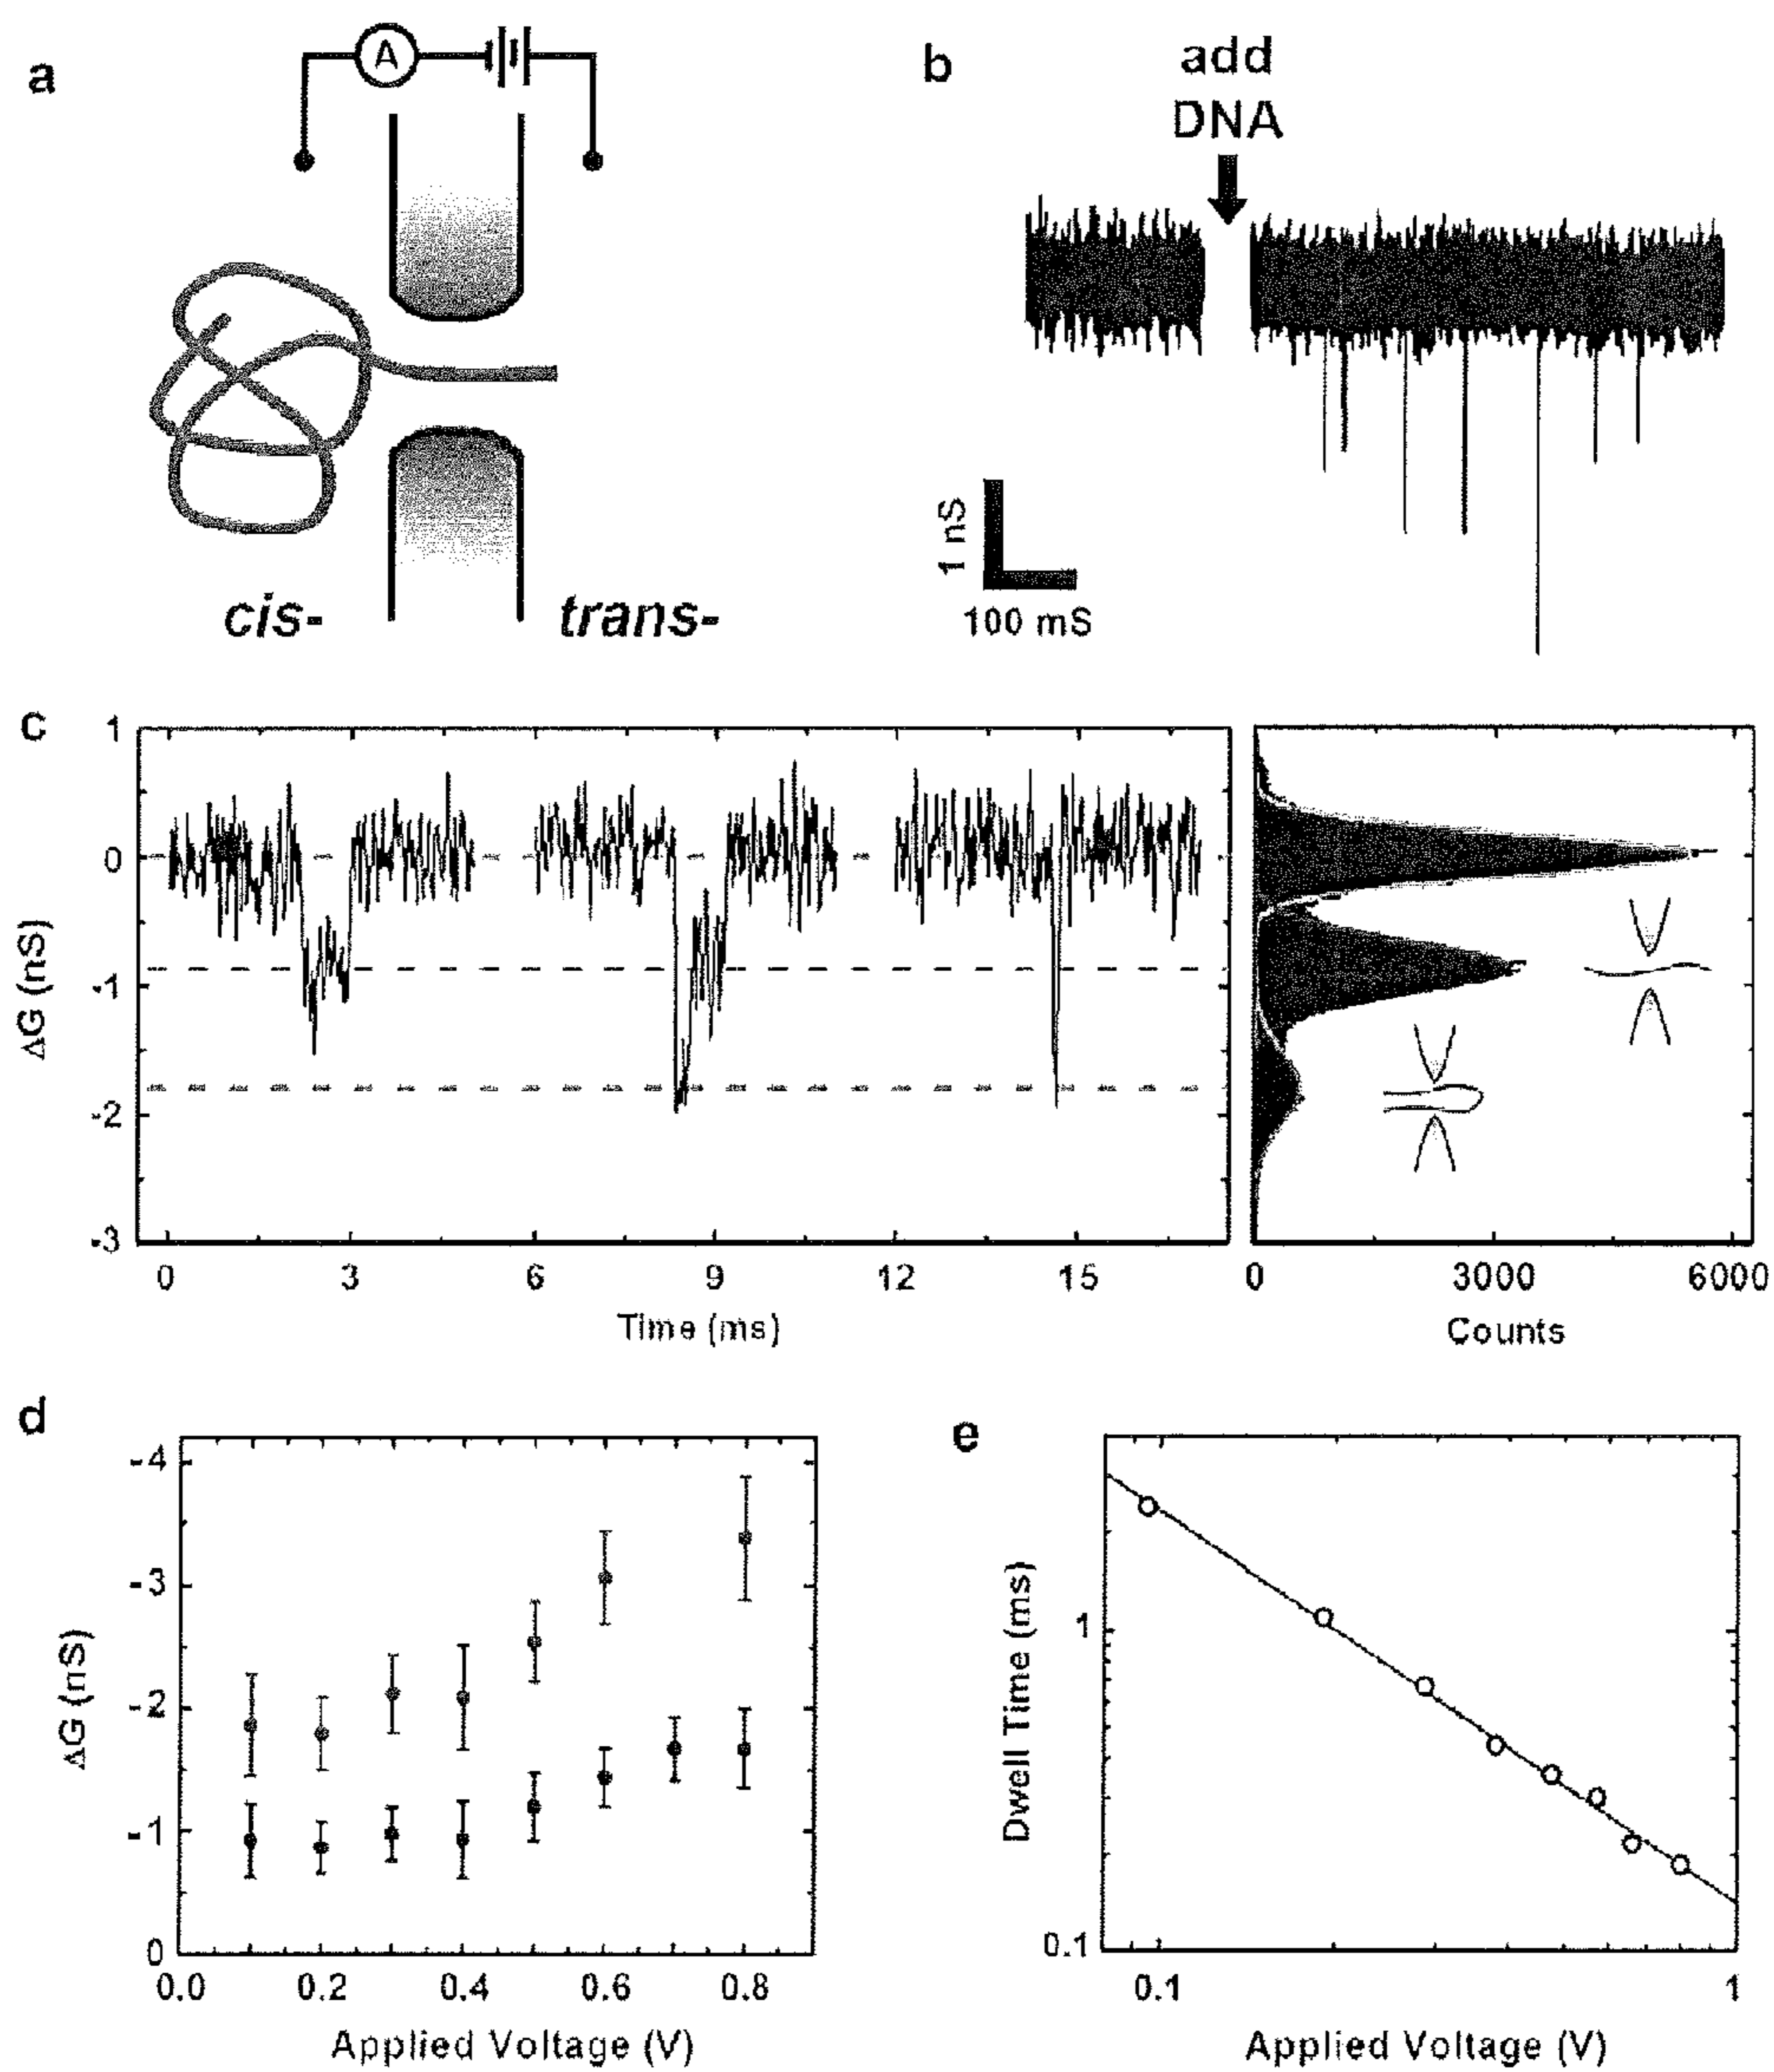 a
A
cis-
trans-
b
add
DNA
1 nS
100 mS
c
1
0
-1
-2
-3
ΔG (nS)
0 3 6 9 12 15
Time (ms)
0 3000 6000
Counts
d
-4
-3
-2
-1
0
ΔG (nS)
0.0 0.2 0.4 0.6 0.8
Applied Voltage (V)
e
1
0.1
Dwell Time (ms)
0.1 1
Applied Voltage (V)